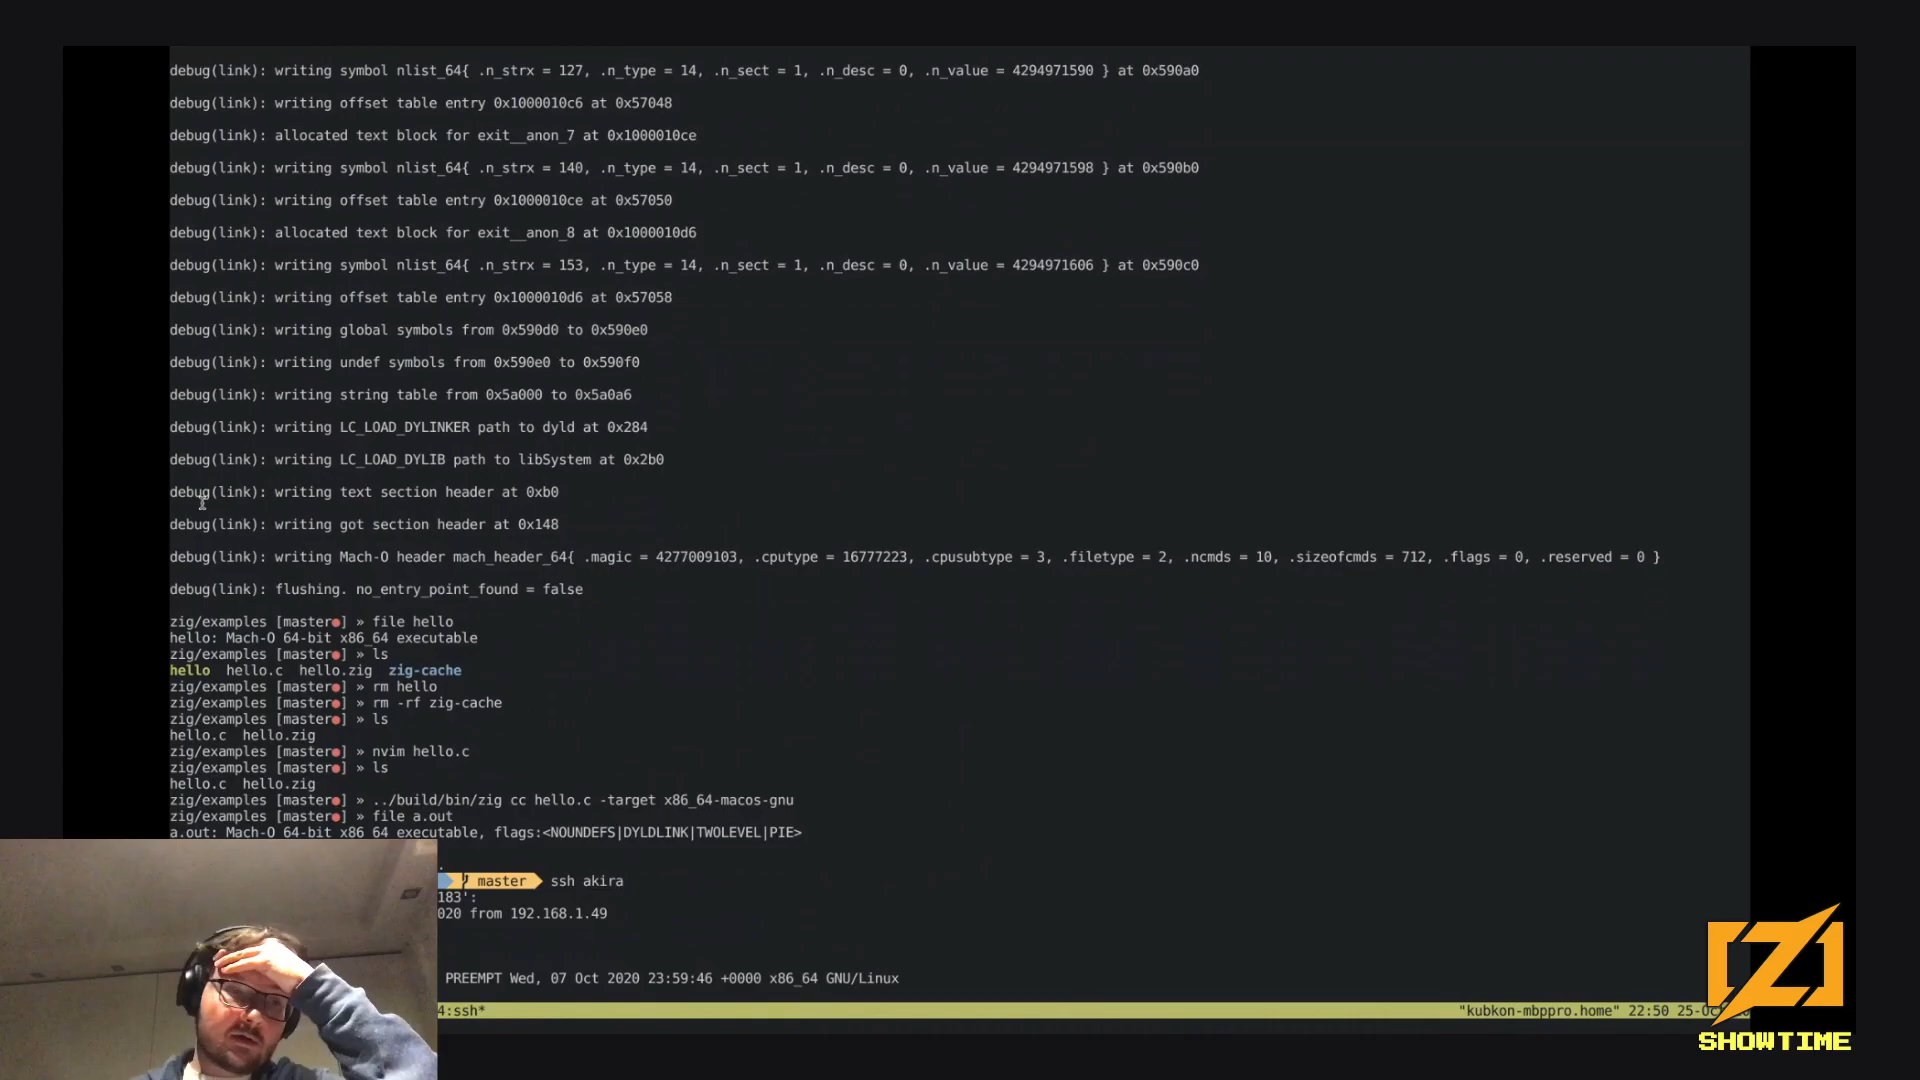 debug(link): writing symbol nlist_64{ .n_strx = 127, .n_type = 14, .n_sect = 1, .n_desc = 0, .n_value = 4294971590 } at 0x590a0
debug(link): writing offset table entry 0x1000010c6 at 0x57048
debug(link): allocated text block for exit__anon_7 at 0x1000010ce
debug(link): writing symbol nlist_64{ .n_strx = 140, .n_type = 14, .n_sect = 1, .n_desc = 0, .n_value = 4294971598 } at 0x590b0
debug(link): writing offset table entry 0x1000010ce at 0x57050
debug(link): allocated text block for exit__anon_8 at 0x1000010d6
debug(link): writing symbol nlist_64{ .n_strx = 153, .n_type = 14, .n_sect = 1, .n_desc = 0, .n_value = 4294971606 } at 0x590c0
debug(link): writing offset table entry 0x1000010d6 at 0x57058
debug(link): writing global symbols from 0x590d0 to 0x590e0
debug(link): writing undef symbols from 0x590e0 to 0x590f0
debug(link): writing string table from 0x5a000 to 0x5a0a6
debug(link): writing LC_LOAD_DYLINKER path to dyld at 0x284
debug(link): writing LC_LOAD_DYLIB path to libSystem at 0x2b0
debug(link): writing text section header at 0xb0
debug(link): writing got section header at 0x148
debug(link): writing Mach-O header mach_header_64{ .magic = 4277009103, .cputype = 16777223, .cpusubtype = 3, .filetype = 2, .ncmds = 10, .sizeofcmds = 712, .flags = 0, .reserved = 0 }
debug(link): flushing. no_entry_point_found = false
zig/examples [master●] » file hello
hello: Mach-O 64-bit x86_64 executable
zig/examples [master●] » ls
hello  hello.c  hello.zig  zig-cache
zig/examples [master●] » rm hello
zig/examples [master●] » rm -rf zig-cache
zig/examples [master●] » ls
hello.c  hello.zig
zig/examples [master●] » nvim hello.c
zig/examples [master●] » ls
hello.c  hello.zig
zig/examples [master●] » ../build/bin/zig cc hello.c -target x86_64-macos-gnu
zig/examples [master●] » file a.out
a.out: Mach-O 64-bit x86_64 executable, flags:<NOUNDEFS|DYLDLINK|TWOLEVEL|PIE>
master ssh akira
183':
020 from 192.168.1.49
PREEMPT Wed, 07 Oct 2020 23:59:46 +0000 x86_64 GNU/Linux
4:ssh* "kubkon-mbppro.home" 22:50 25-O
SHOWTIME